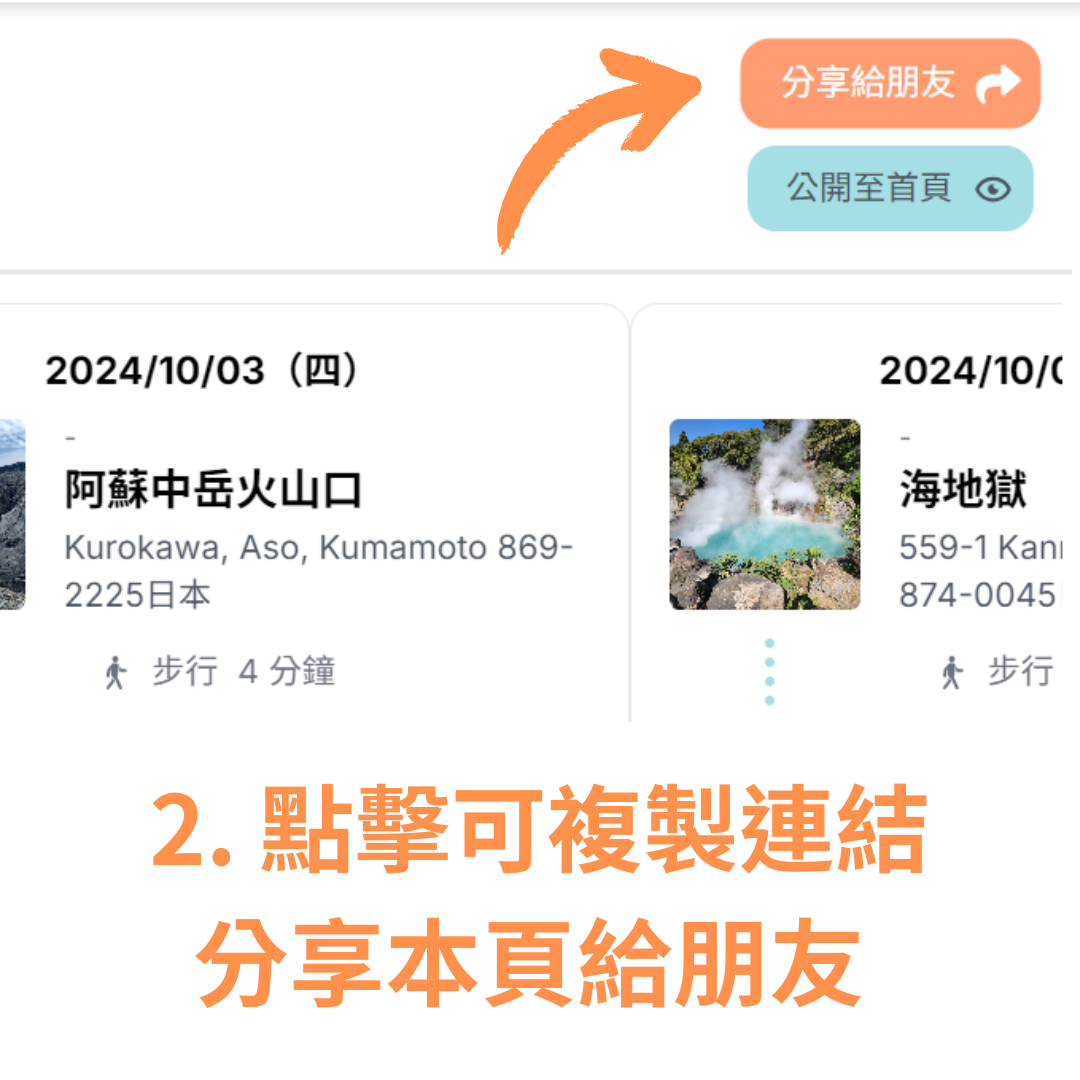 分享給朋友
公開至首頁
2024/10/03（四）
-
阿蘇中岳火山口
Kurokawa, Aso, Kumamoto 869-
2225日本
步行 4 分鐘
2024/10/0
-
海地獄
559-1 Kan
874-0045
步行
2. 點擊可複製連結
分享本頁給朋友